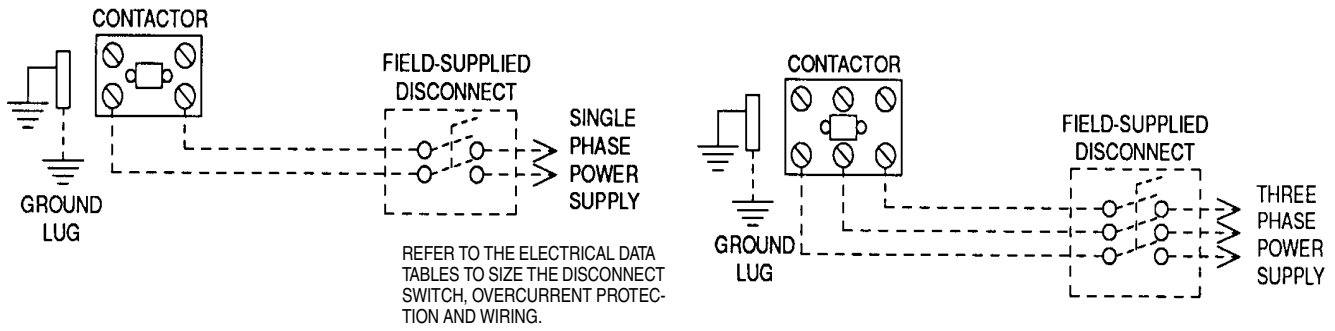 CONTACTOR
FIELD-SUPPLIED
DISCONNECT
SINGLE
PHASE
POWER
SUPPLY
GROUND
LUG
REFER TO THE ELECTRICAL DATA
TABLES TO SIZE THE DISCONNECT
SWITCH, OVERCURRENT PROTEC-
TION AND WIRING.
CONTACTOR
FIELD-SUPPLIED
DISCONNECT
THREE
PHASE
POWER
SUPPLY
GROUND
LUG